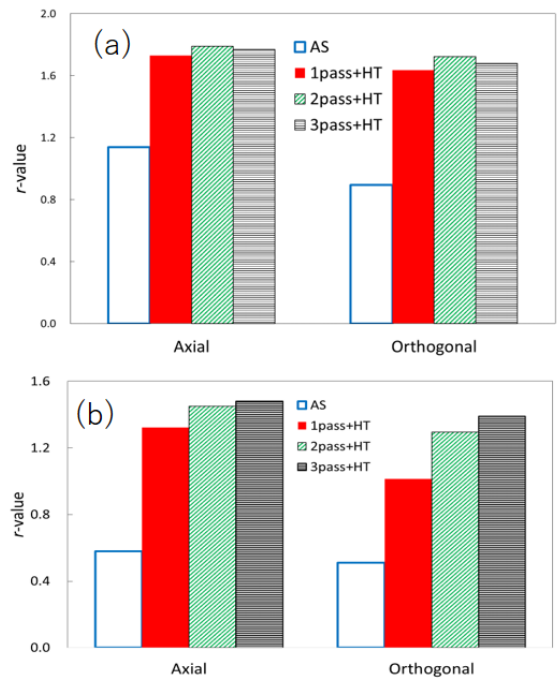 2.0
(a)
AS
1pass+HT
2pass+HT
3pass+HT
1.6
1.2
0.8
0.4
0.0
r-value
Axial
Orthogonal
1.6
(b)
AS
1pass+HT
2pass+HT
3pass+HT
1.2
0.8
0.4
0.0
r-value
Axial
Orthogonal